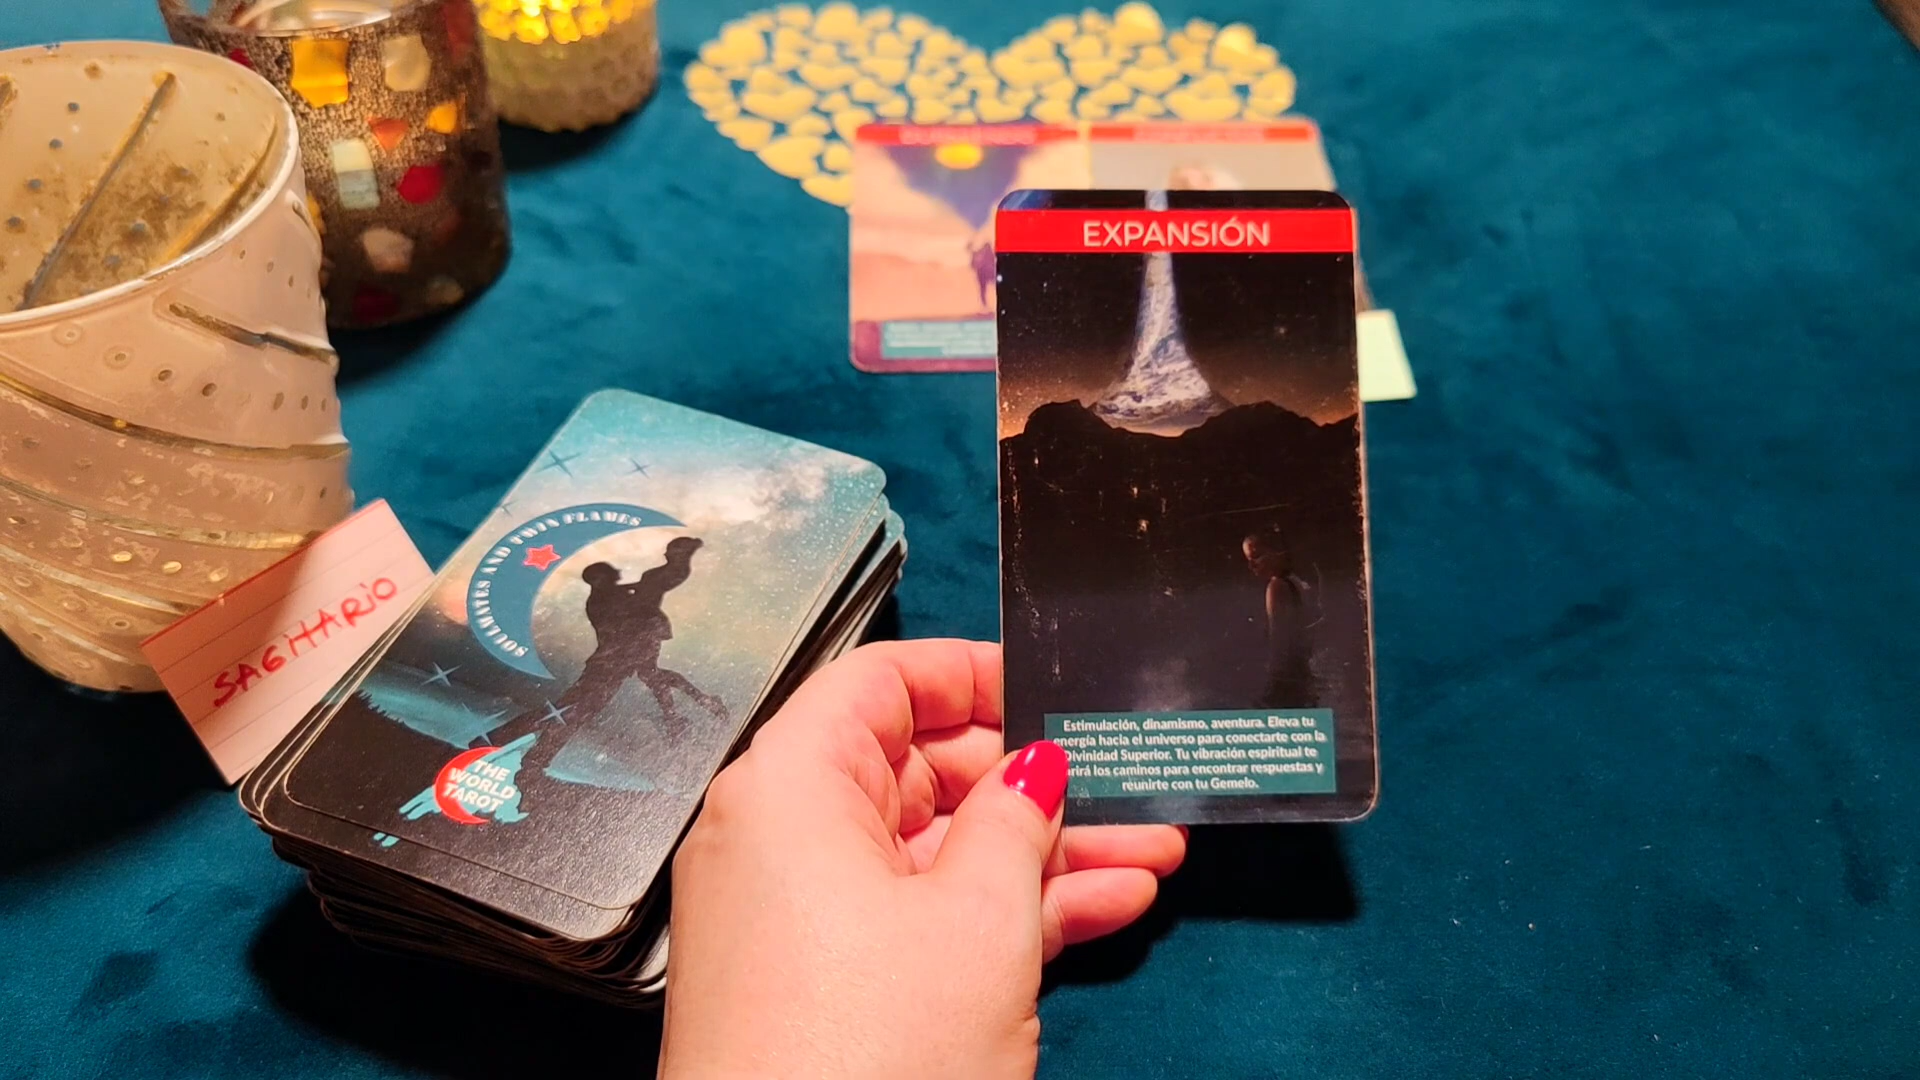 EXPANSIÓN
Estimulación, dinamismo, aventura. Eleva tu
energía hacia el universo para conectarte con la
Divinidad Superior. Tu vibración espiritual te
abrirá los caminos para encontrar respuestas y
reunirte con tu Gemelo.
SOULMATES AND TWIN FLAMES
THE
WORLD
TAROT
SAGITARIO